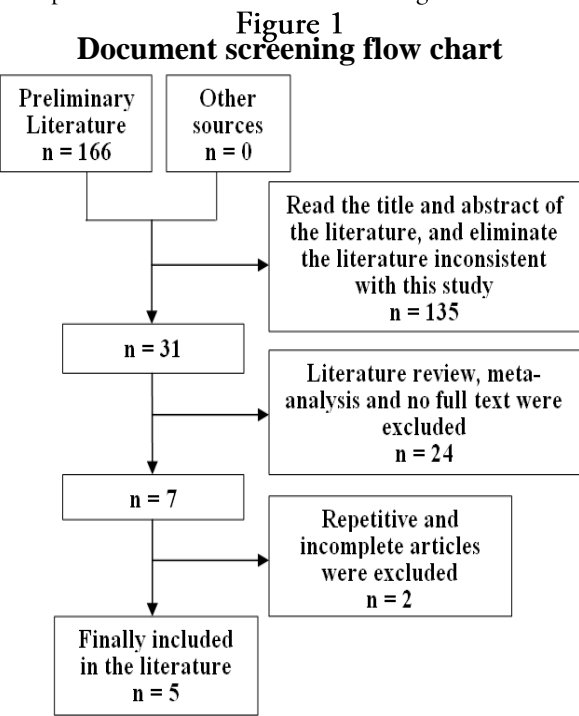 Figure 1
Document screening flow chart
Preliminary
Literature
n = 166
Other
sources
n = 0
Read the title and abstract of
the literature, and eliminate
the literature inconsistent
with this study
n = 135
n = 31
Literature review, meta-
analysis and no full text were
excluded
n = 24
n = 7
Repetitive and
incomplete articles
were excluded
n = 2
Finally included
in the literature
n = 5